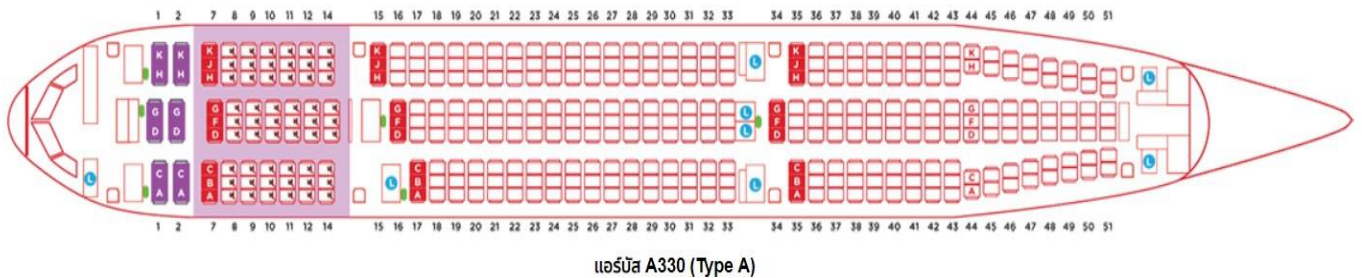 1 2 7 8 9 10 11 12 14 15 16 17 18 19 20 21 22 23 24 25 26 27 28 29 30 31 32 33 34 35 36 37 38 39 40 41 42 43 44 45 46 47 48 49 50 51
K K K K K K
H H J J J H
H H H
L L L
G G G G G G
F F F F
D D D D D D
L L
C C C C C C
B B B
A A A A A A
L L L L
1 2 7 8 9 10 11 12 14 15 16 17 18 19 20 21 22 23 24 25 26 27 28 29 30 31 32 33 34 35 36 37 38 39 40 41 42 43 44 45 46 47 48 49 50 51
แอร์บัส A330 (Type A)